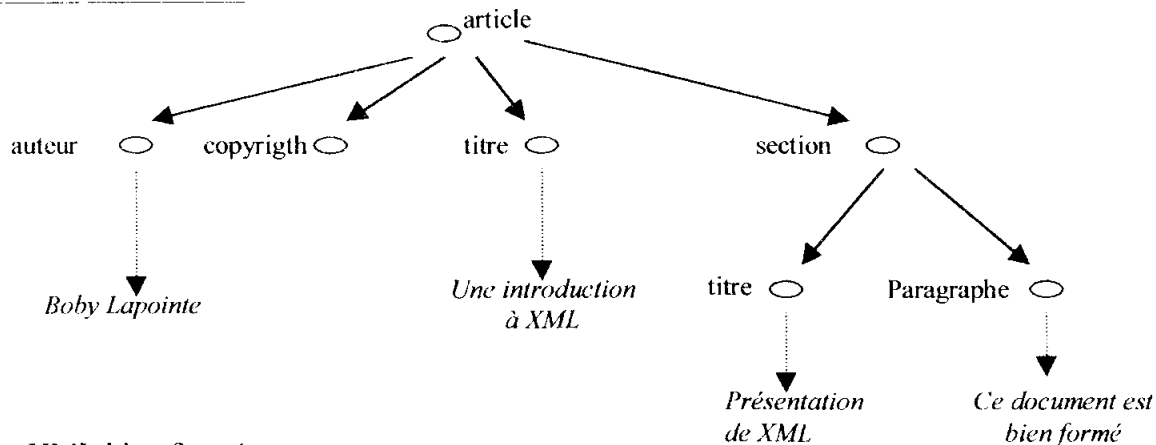 article
auteur copyrigth titre section
Boby Lapointe
Une introduction
à XML
titre Paragraphe
Présentation
de XML
Ce document est
bien formé